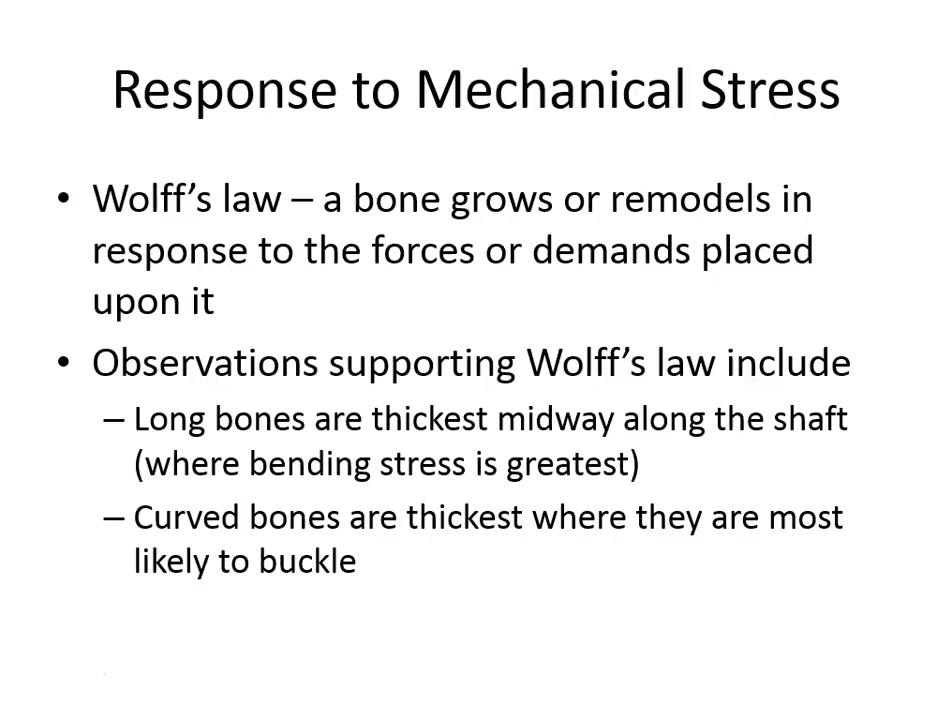 Response to Mechanical Stress
• Wolff’s law – a bone grows or remodels in
response to the forces or demands placed
upon it
• Observations supporting Wolff’s law include
– Long bones are thickest midway along the shaft
(where bending stress is greatest)
– Curved bones are thickest where they are most
likely to buckle